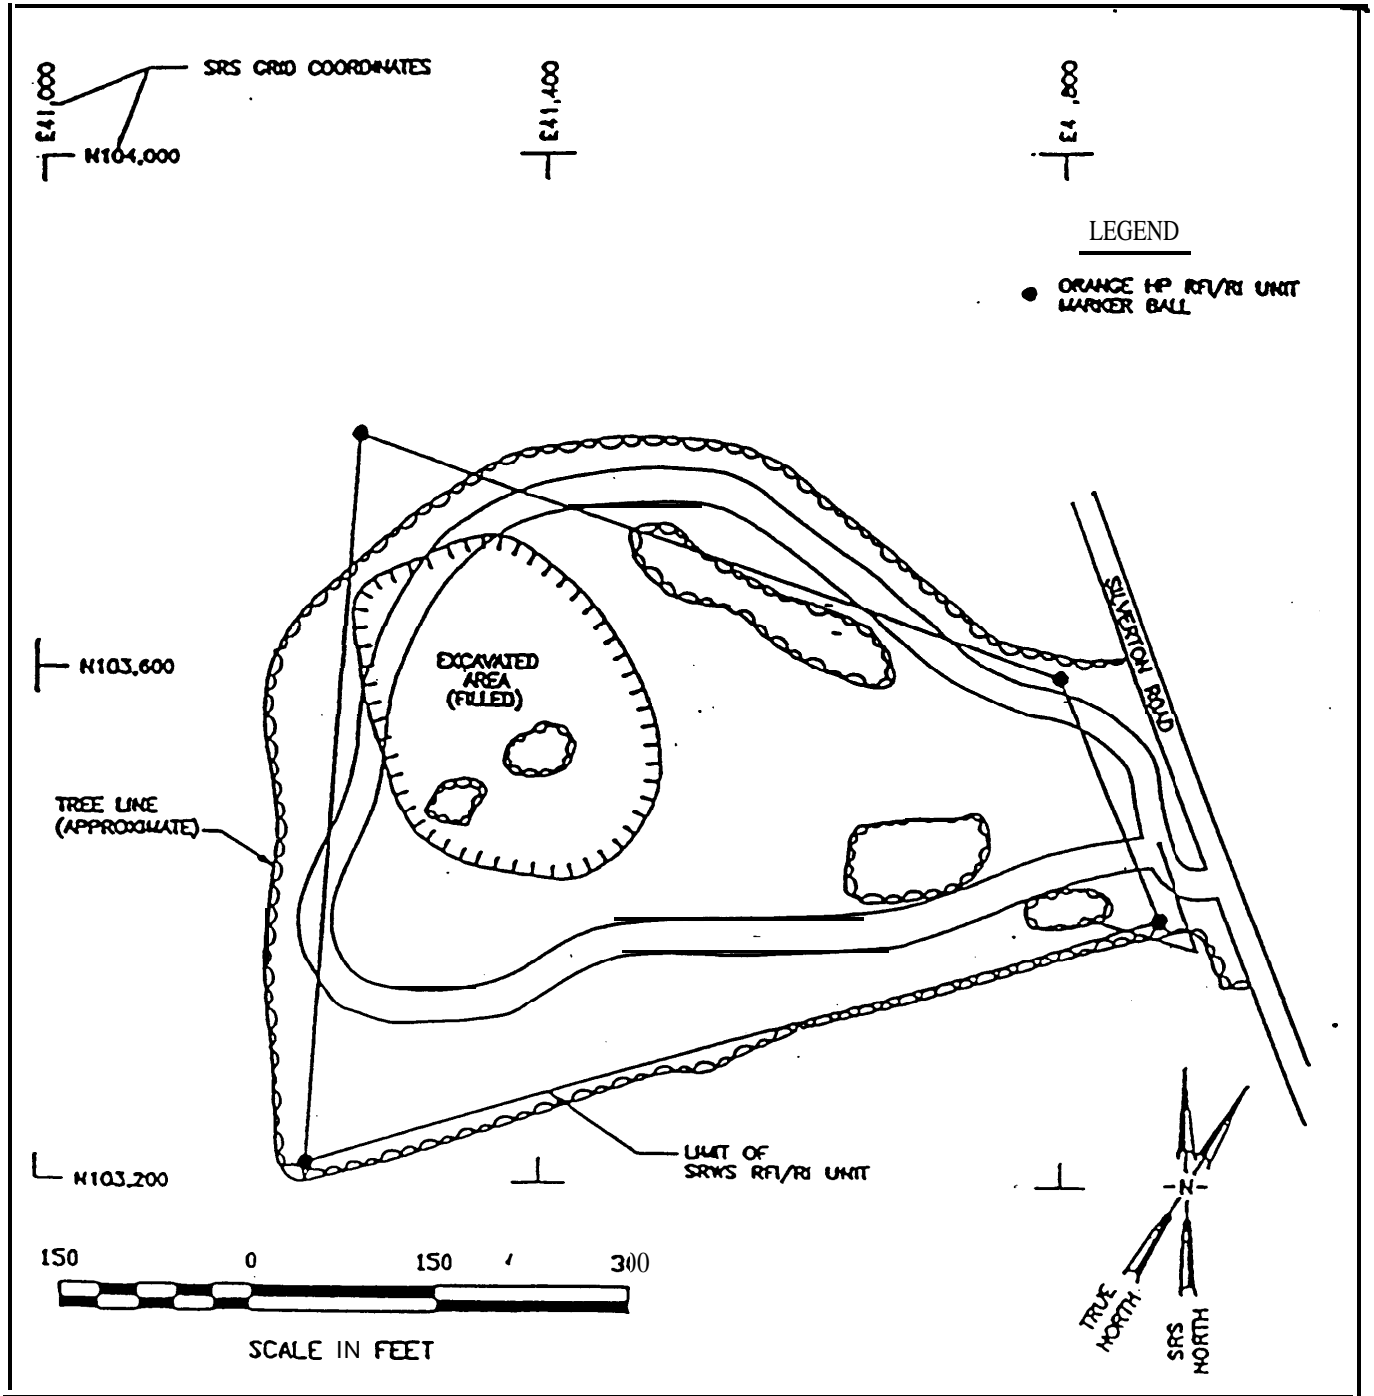 SRS GRID COORDINATES
E41,000
E41,400
E4 ,800
N104,000
LEGEND
ORANGE HP RFI/RI UNIT
MARKER BALL
SILVERTON ROAD
N103,600
EXCAVATED
AREA
(FILLED)
TREE LINE
(APPROXIMATE)
LIMIT OF
SRWS RFI/RI UNIT
N103,200
N
TRUE
NORTH
SRS
NORTH
150 0 150 300
SCALE IN FEET